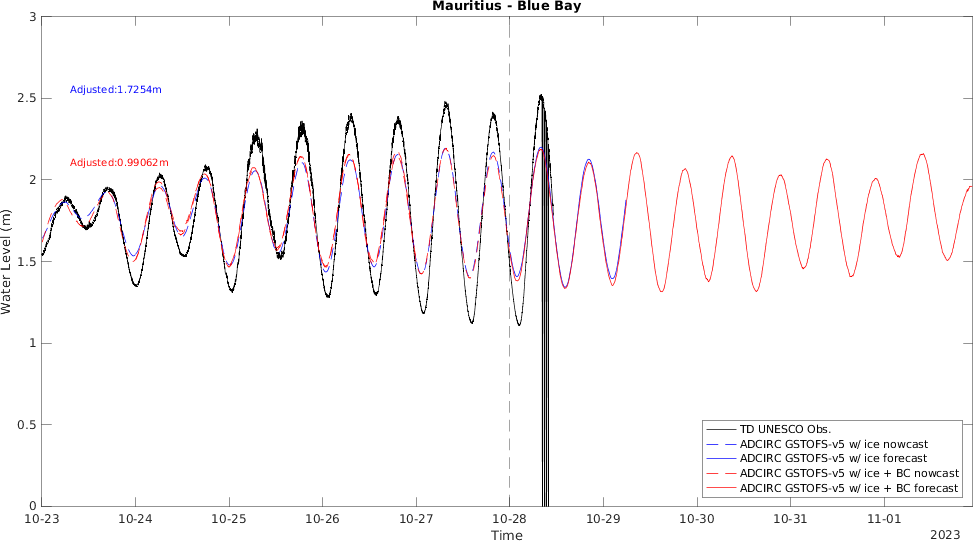 Mauritius - Blue Bay
3
2.5
2
1.5
1
0.5
0
Water Level (m)
Adjusted:1.7254m
Adjusted:0.99062m
TD UNESCO Obs.
ADCIRC GSTOFS-v5 w/ ice nowcast
ADCIRC GSTOFS-v5 w/ ice forecast
ADCIRC GSTOFS-v5 w/ ice + BC nowcast
ADCIRC GSTOFS-v5 w/ ice + BC forecast
10-23 10-24 10-25 10-26 10-27 10-28 10-29 10-30 10-31 11-01
Time
2023